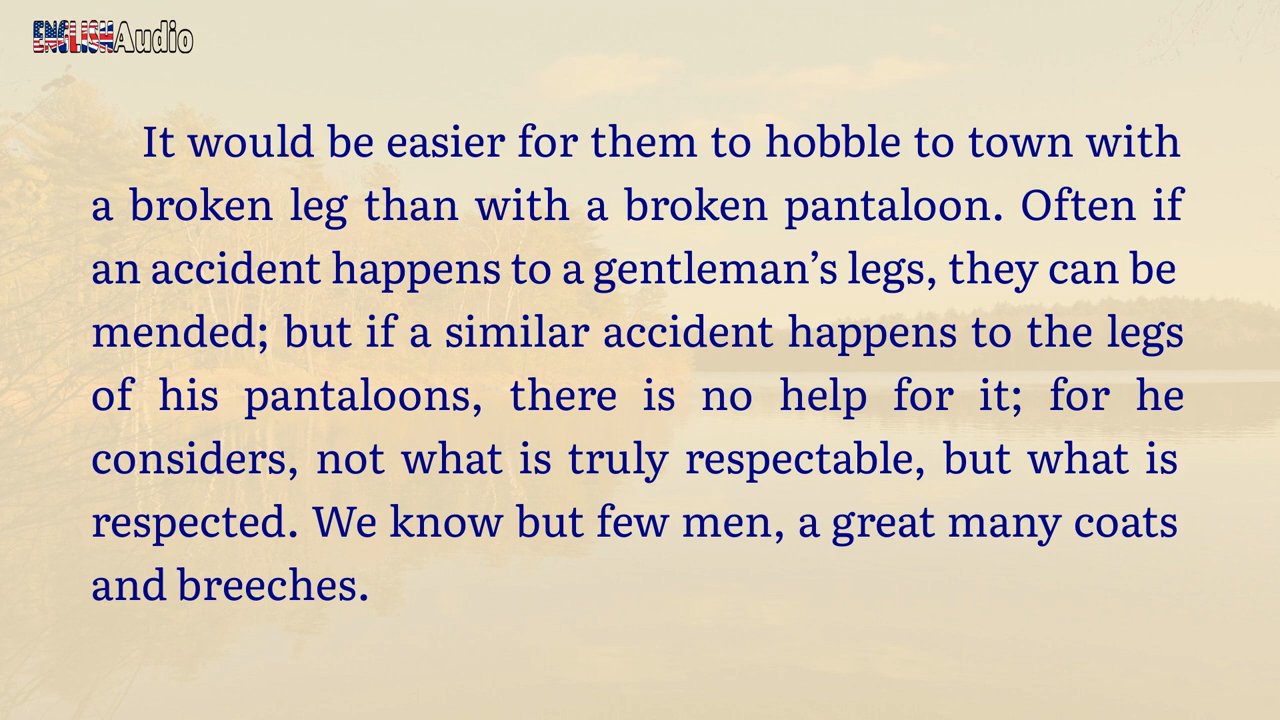 ENGLISHAudio
It would be easier for them to hobble to town with
a broken leg than with a broken pantaloon. Often if
an accident happens to a gentleman’s legs, they can be
mended; but if a similar accident happens to the legs
of his pantaloons, there is no help for it; for he
considers, not what is truly respectable, but what is
respected. We know but few men, a great many coats
and breeches.